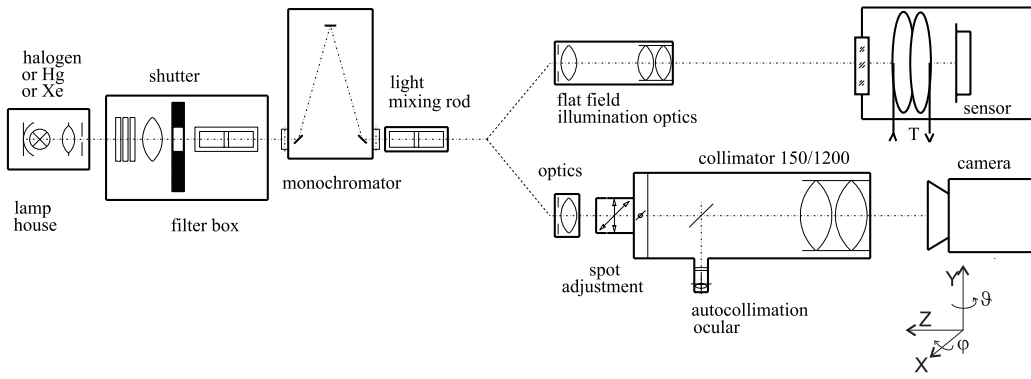 halogen
or Hg
or Xe
lamp
house
shutter
filter box
monochromator
light
mixing rod
flat field
illumination optics
T
sensor
optics
collimator 150/1200
camera
spot
adjustment
autocollimation
ocular
Y
ϑ
Z
X
φ